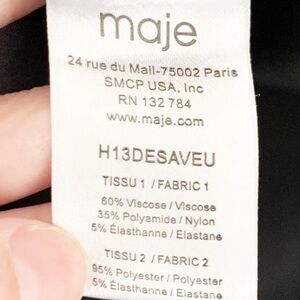 maje
24 rue du Mail-75002 Paris
SMCP USA, Inc
RN 132 784
www.maje.com
H13DESAVEU
TISSU 1 / FABRIC 1
60% Viscose / Viscose
35% Polyamide / Nylon
5% Élasthanne / Elastane
TISSU 2 / FABRIC 2
95% Polyester / Polyester
5% Élasthanne / Elastane